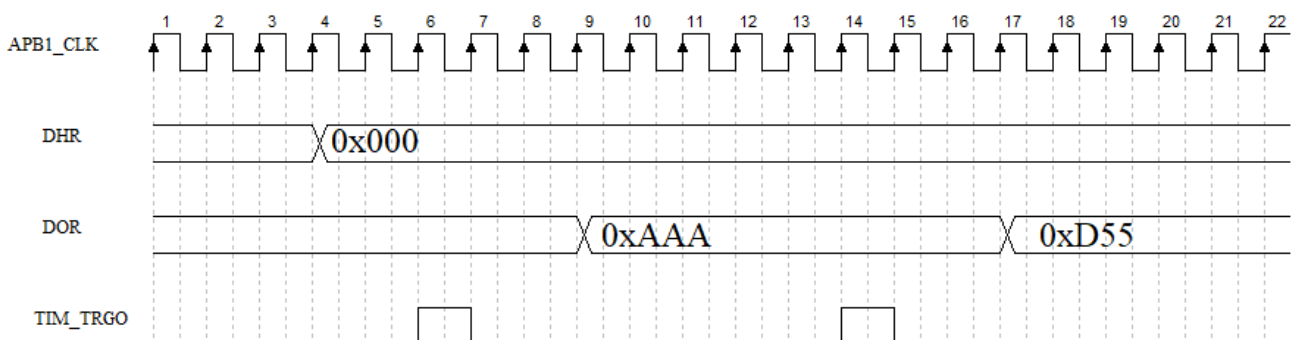 1 2 3 4 5 6 7 8 9 10 11 12 13 14 15 16 17 18 19 20 21 22
APB1_CLK
DHR 0x000
DOR 0xAAA 0xD55
TIM_TRGO